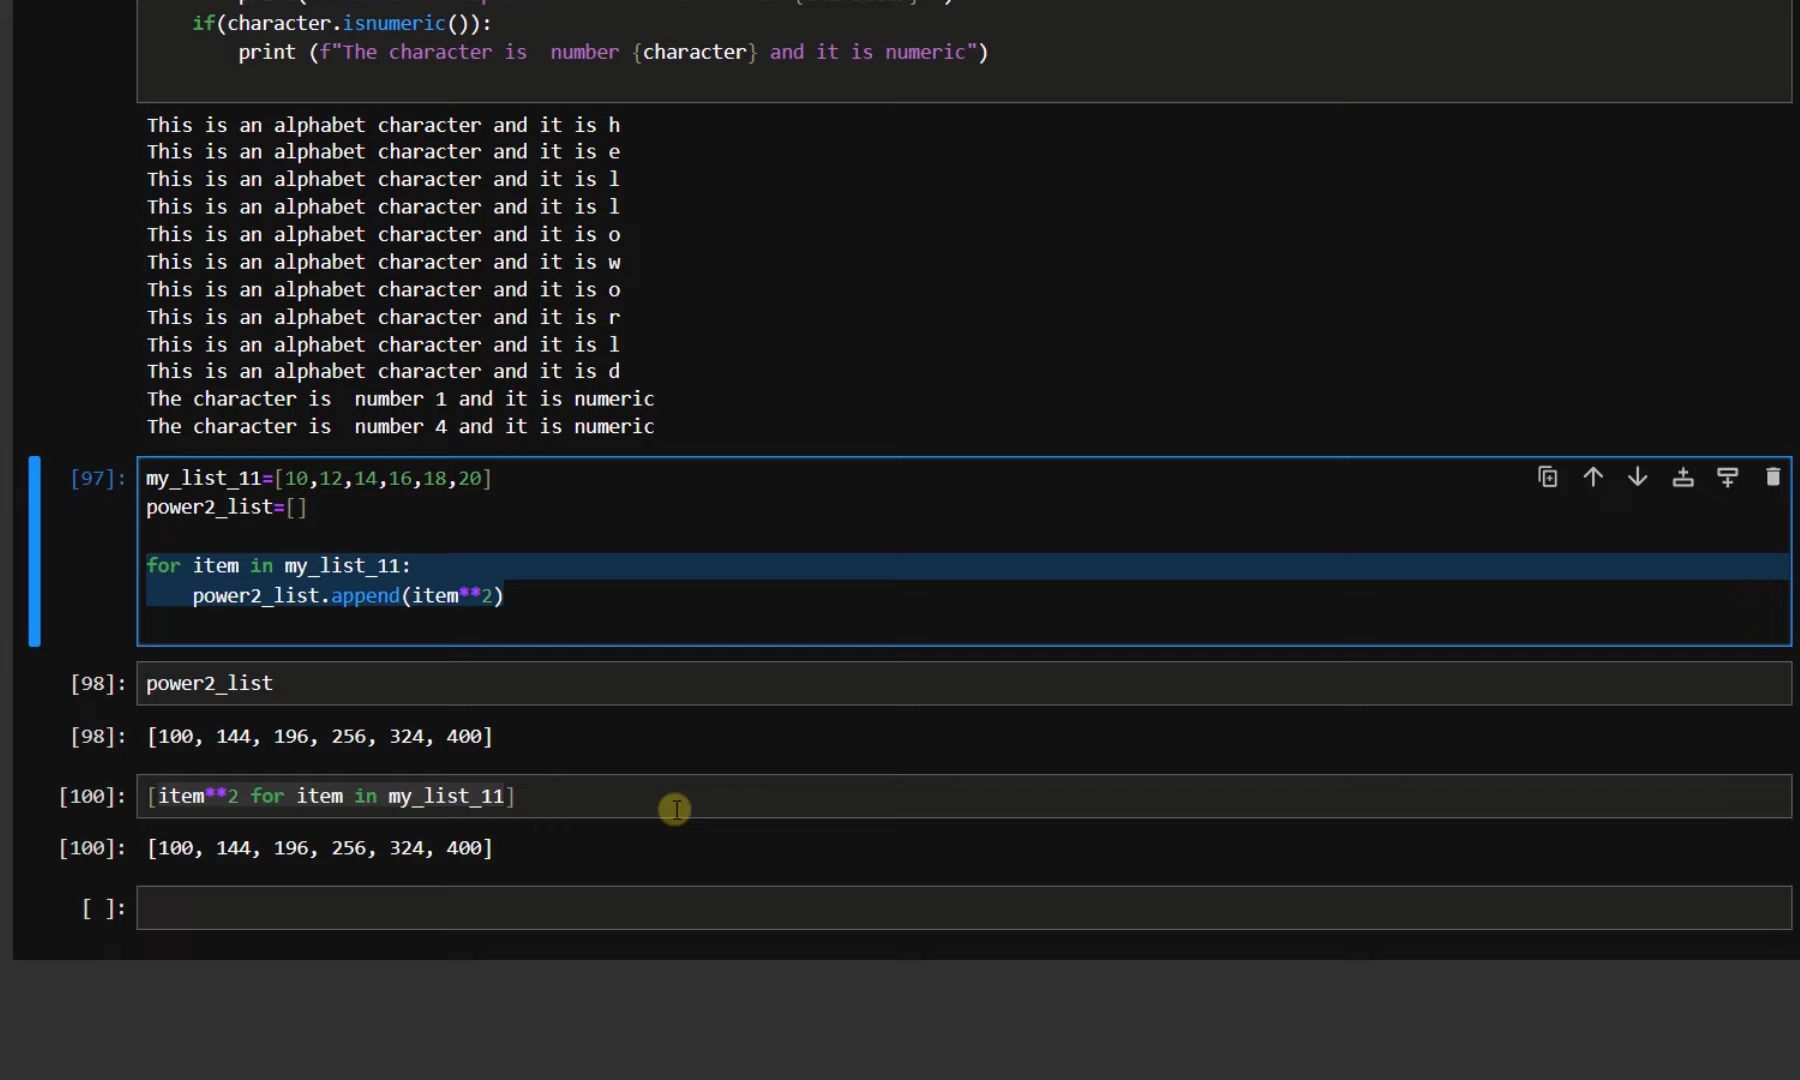 if(character.isnumeric()):
print (f"The character is  number {character} and it is numeric")
This is an alphabet character and it is h
This is an alphabet character and it is e
This is an alphabet character and it is l
This is an alphabet character and it is l
This is an alphabet character and it is o
This is an alphabet character and it is w
This is an alphabet character and it is o
This is an alphabet character and it is r
This is an alphabet character and it is l
This is an alphabet character and it is d
The character is  number 1 and it is numeric
The character is  number 4 and it is numeric
[97]: my_list_11=[10,12,14,16,18,20]
power2_list=[]
for item in my_list_11:
power2_list.append(item**2)
[98]: power2_list
[98]: [100, 144, 196, 256, 324, 400]
[100]: [item**2 for item in my_list_11]
[100]: [100, 144, 196, 256, 324, 400]
[ ]: